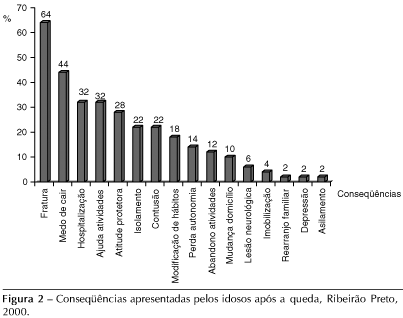 %
70
60
50
40
30
20
10
0
64
44
32
32
28
22
22
18
14
12
10
6
4
2
2
2
Fratura
Medo de cair
Hospitalização
Ajuda atividades
Atitude protetora
Isolamento
Contusão
Modificação de hábitos
Perda autonomia
Abandono atividades
Mudança domicílio
Lesão neurológica
Imobilização
Rearranjo familiar
Depressão
Asilamento
Conseqüências
Figura 2 – Conseqüências apresentadas pelos idosos após a queda, Ribeirão Preto,
2000.